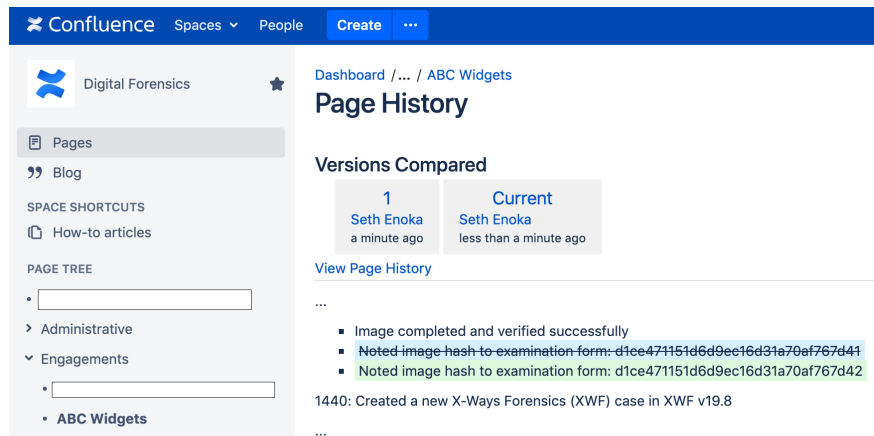 Confluence Spaces People Create ...
Digital Forensics
Pages
Blog
SPACE SHORTCUTS
How-to articles
PAGE TREE
Administrative
Engagements
ABC Widgets
Dashboard /... / ABC Widgets
Page History
Versions Compared
1
Seth Enoka
a minute ago
Current
Seth Enoka
less than a minute ago
View Page History
...
Image completed and verified successfully
Noted image hash to examination form: d1ce471151d6d9ec16d31a70af767d41
Noted image hash to examination form: d1ce471151d6d9ec16d31a70af767d42
1440: Created a new X-Ways Forensics (XWF) case in XWF v19.8
...